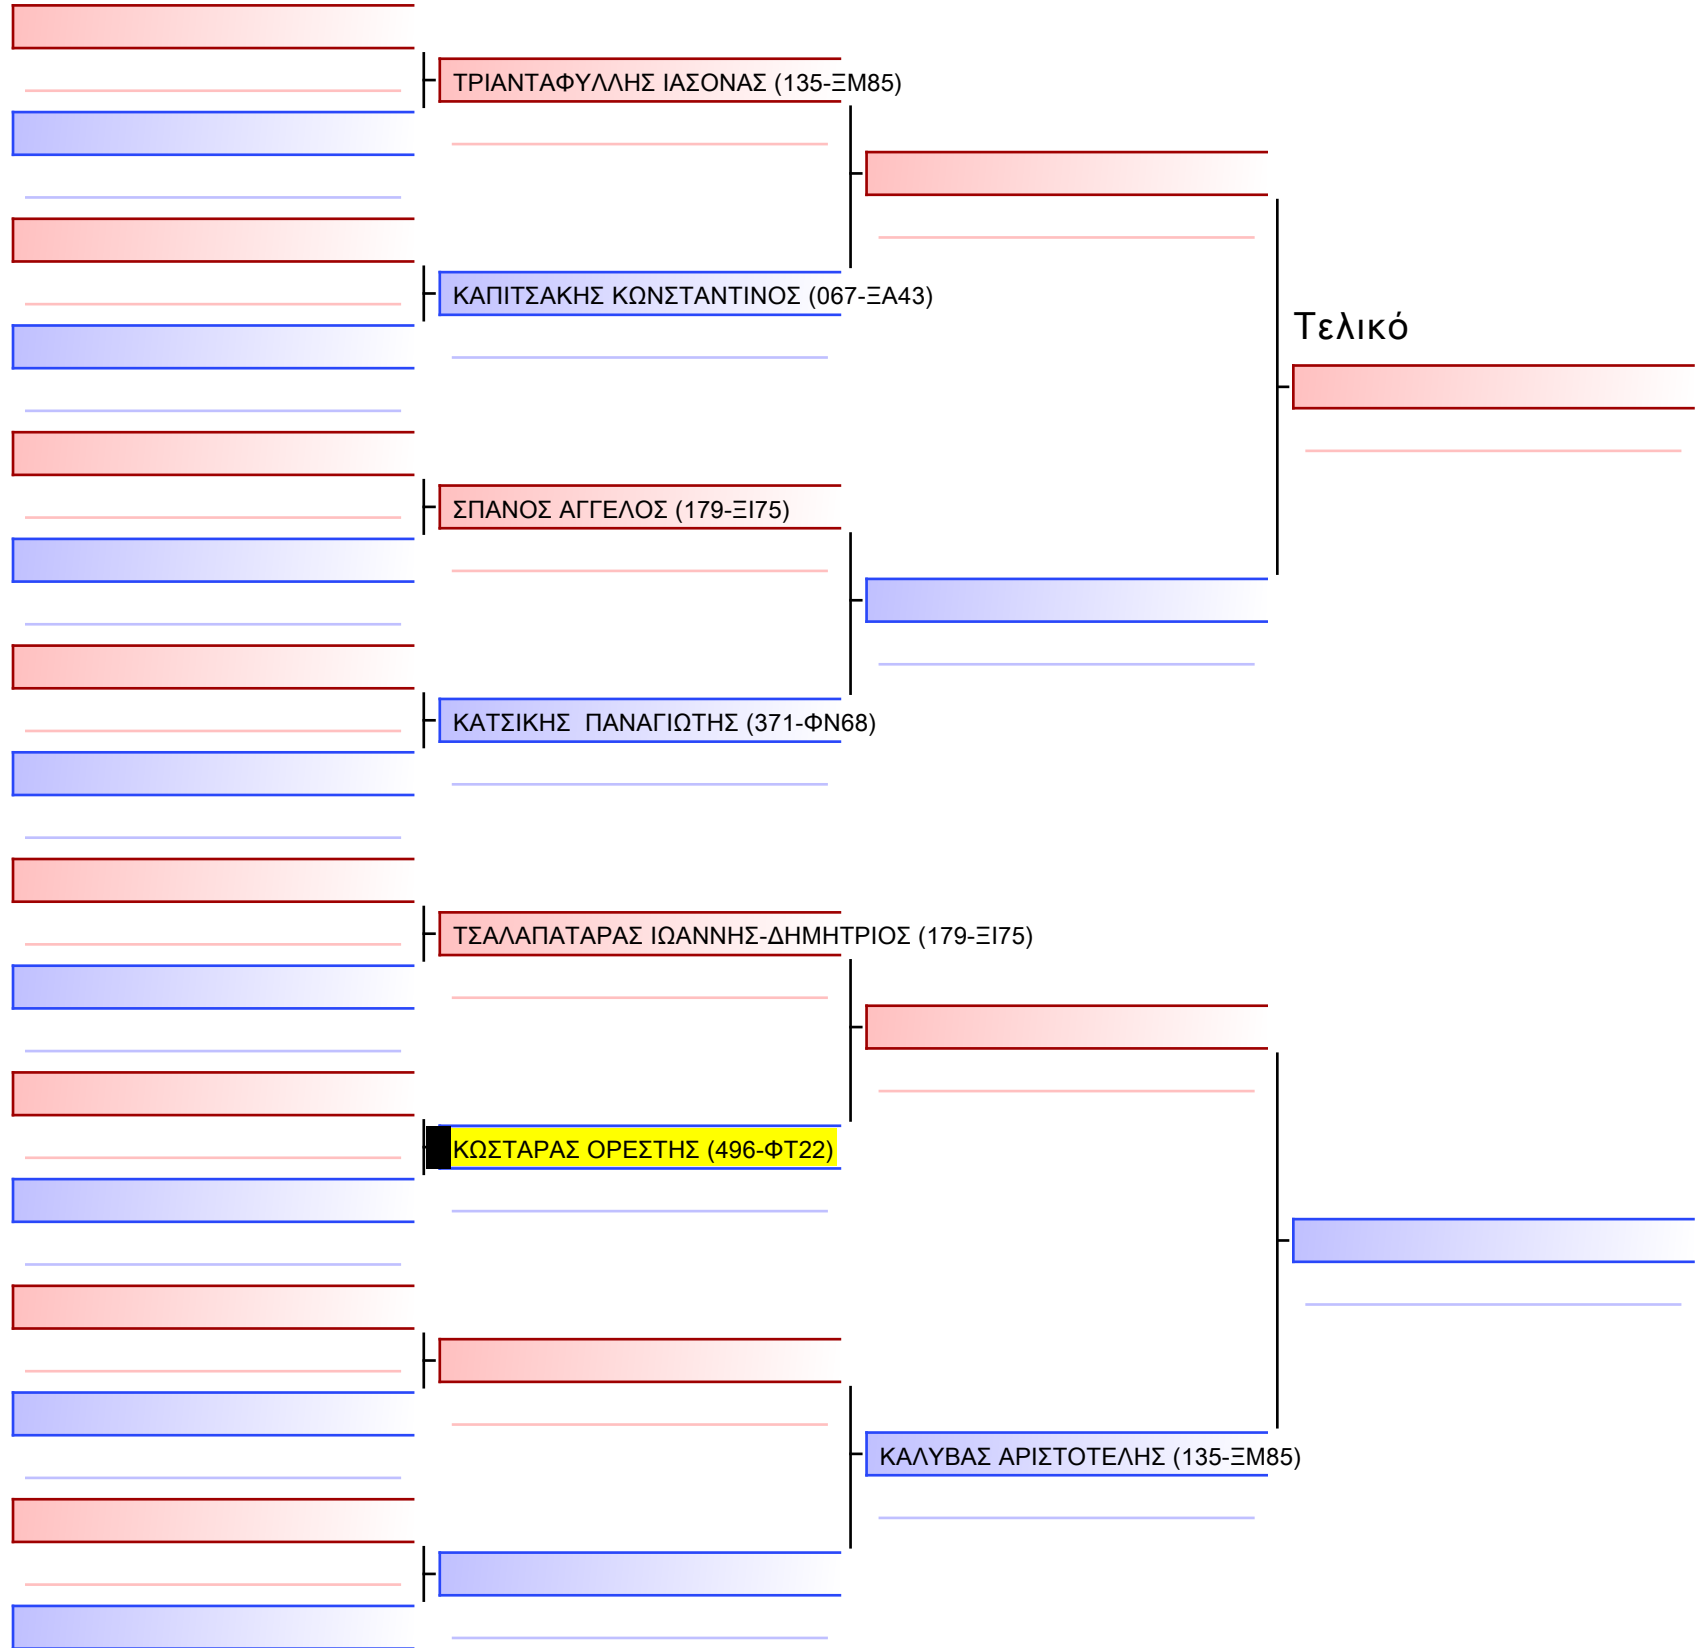 ΤΡΙΑΝΤΑΦΥΛΛΗΣ ΙΑΣΟΝΑΣ (135-ΞΜ85)
ΚΑΠΙΤΣΑΚΗΣ ΚΩΝΣΤΑΝΤΙΝΟΣ (067-ΞΑ43)
Τελικό
ΣΠΑΝΟΣ ΑΓΓΕΛΟΣ (179-ΞΙ75)
ΚΑΤΣΙΚΗΣ  ΠΑΝΑΓΙΩΤΗΣ (371-ΦΝ68)
ΤΣΑΛΑΠΑΤΑΡΑΣ ΙΩΑΝΝΗΣ-ΔΗΜΗΤΡΙΟΣ (179-ΞΙ75)
ΚΩΣΤΑΡΑΣ ΟΡΕΣΤΗΣ (496-ΦΤ22)
ΚΑΛΥΒΑΣ ΑΡΙΣΤΟΤΕΛΗΣ (135-ΞΜ85)